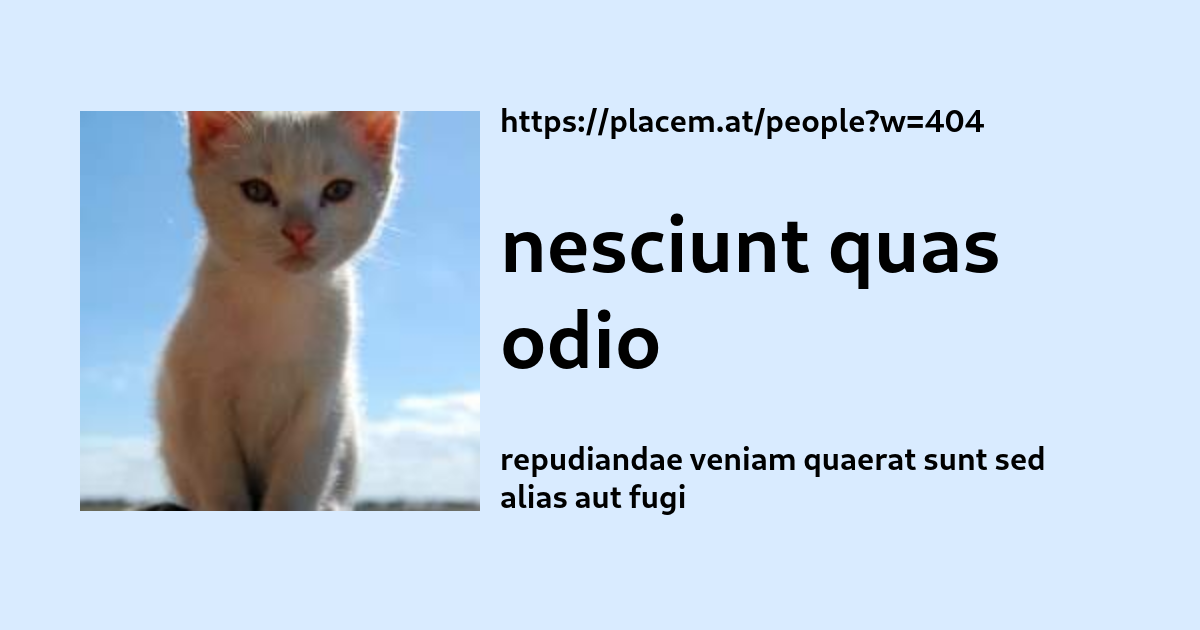 https://placem.at/people?w=404
nesciunt quas
odio
repudiandae veniam quaerat sunt sed
alias aut fugi